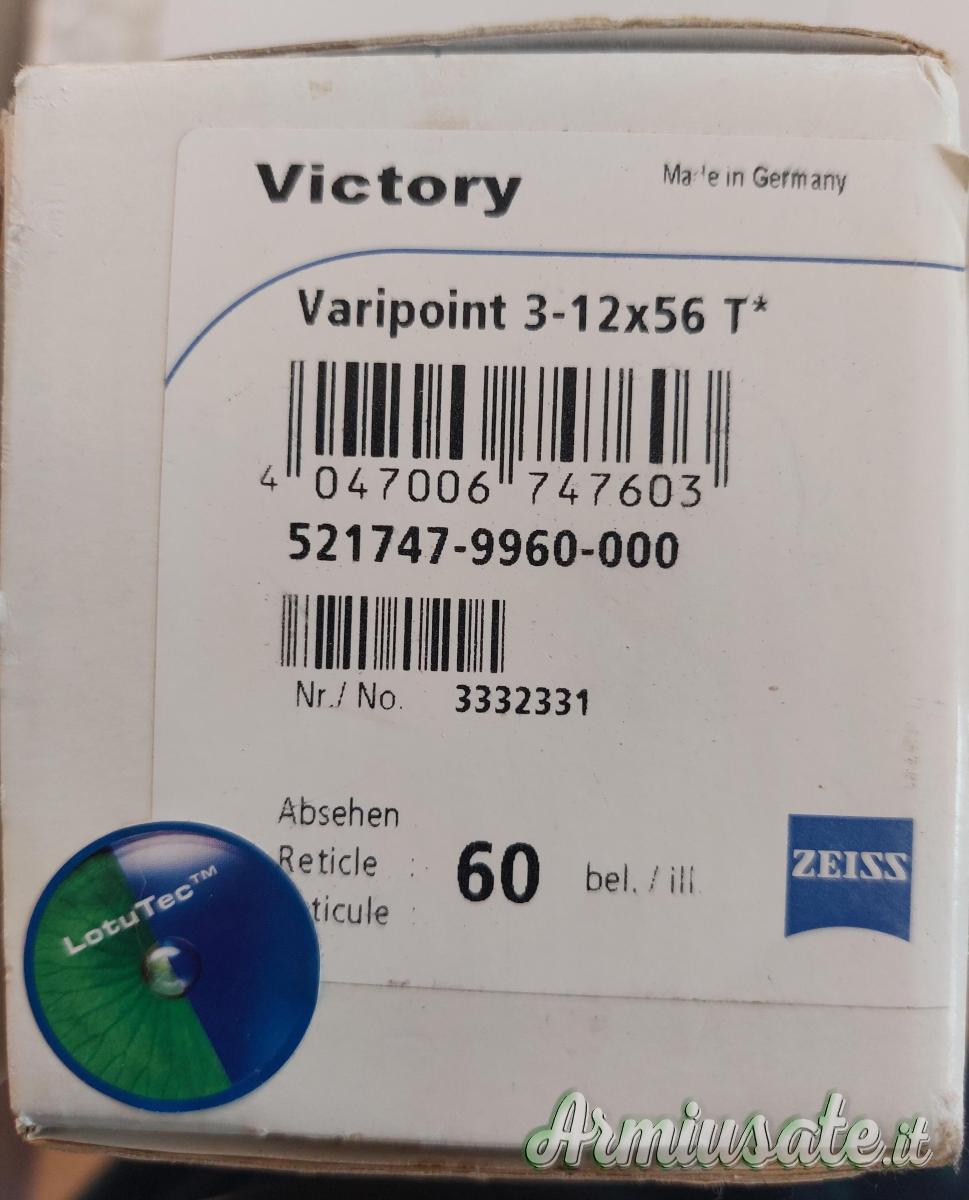 Victory
Made in Germany
Varipoint 3-12x56 T*
4 047006 747603
521747-9960-000
Nr./ No. 3332331
Absehen
Reticle :
ticule :
60 bel. / ill.
ZEISS
LotuTec™
Armiusate.it